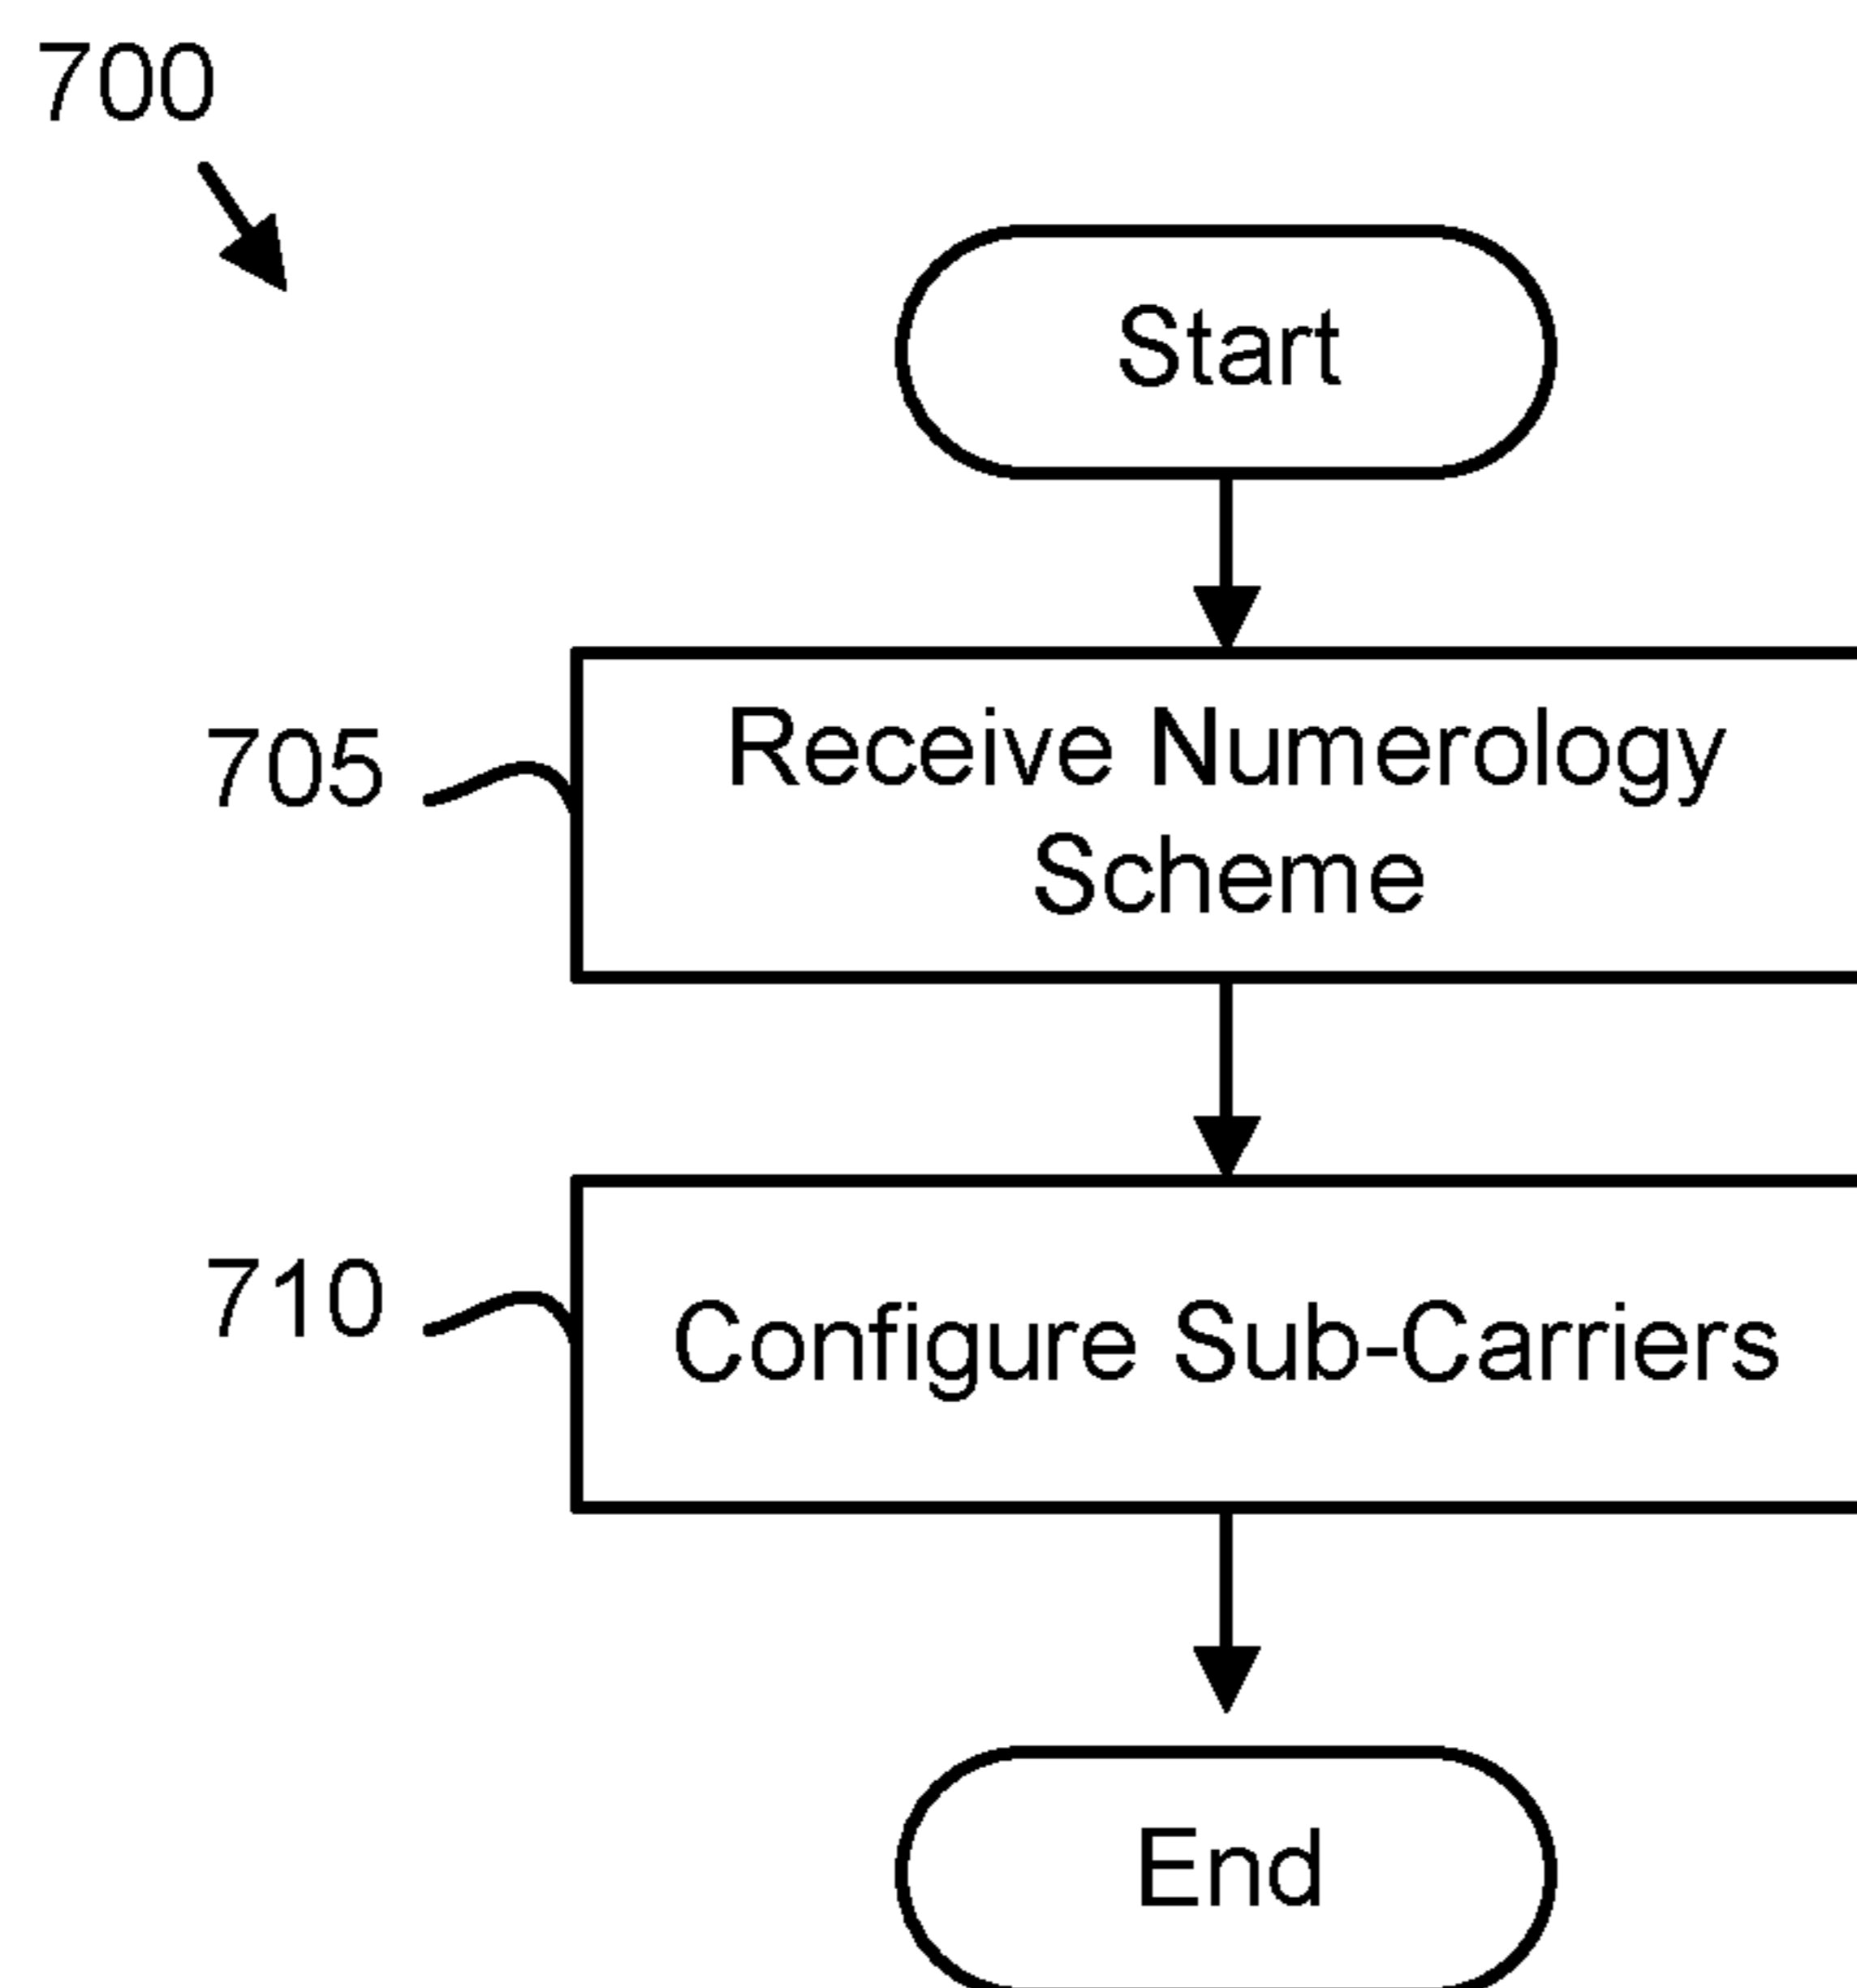 700
Start
705
Receive Numerology
Scheme
710
Configure Sub-Carriers
End